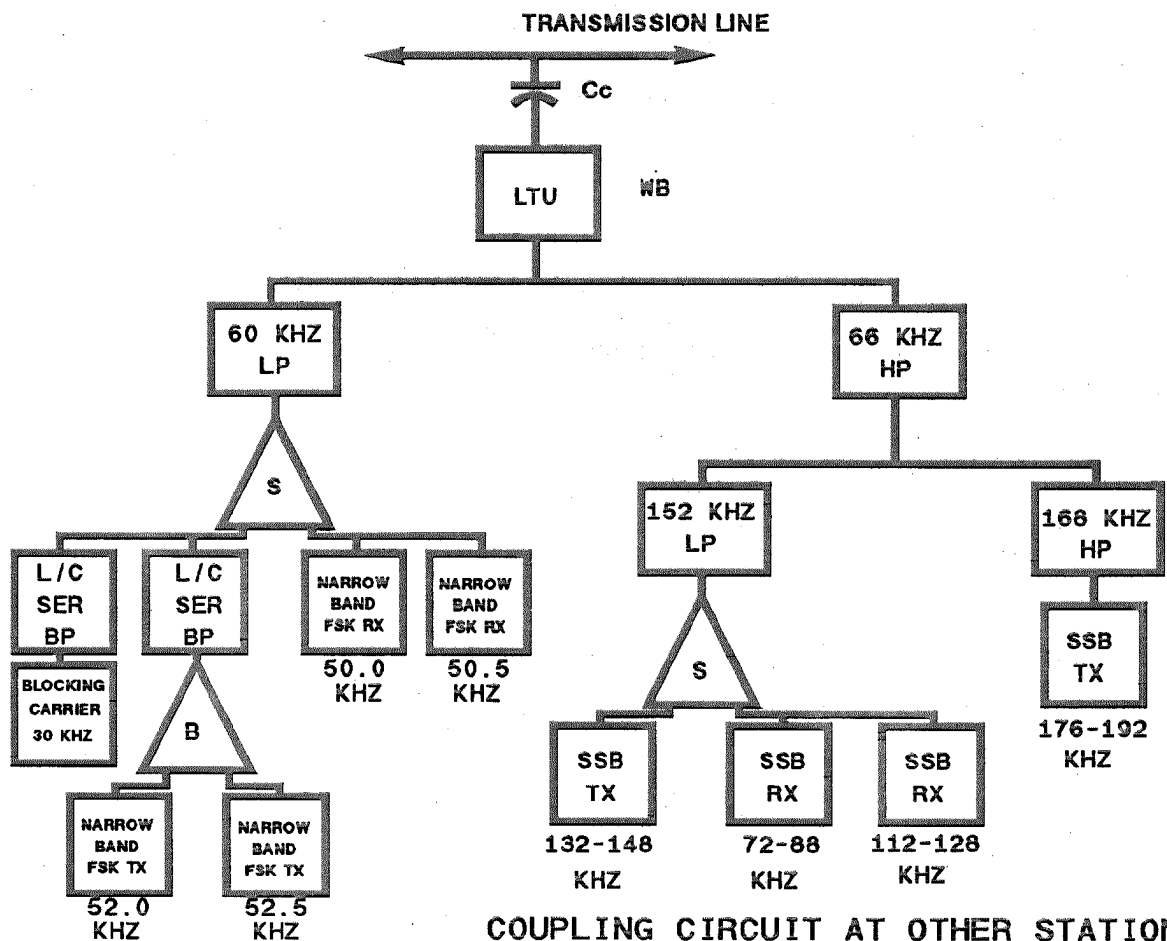 TRANSMISSION LINE
Cc
LTU
WB
60 KHZ
LP
66 KHZ
HP
S
152 KHZ
LP
168 KHZ
HP
L/C
SER
BP
L/C
SER
BP
NARROW
BAND
FSK RX
NARROW
BAND
FSK RX
50.0
KHZ
50.5
KHZ
BLOCKING
CARRIER
30 KHZ
B
S
SSB
TX
176-192
KHZ
SSB
TX
SSB
RX
SSB
RX
132-148
KHZ
72-88
KHZ
112-128
KHZ
NARROW
BAND
FSK TX
NARROW
BAND
FSK TX
52.0
KHZ
52.5
KHZ
COUPLING CIRCUIT AT OTHER STATION